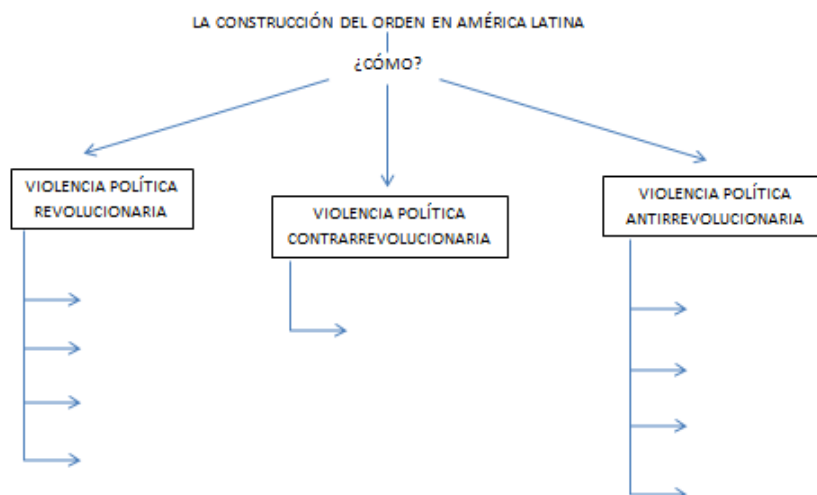 LA CONSTRUCCIÓN DEL ORDEN EN AMÉRICA LATINA
¿CÓMO?
VIOLENCIA POLÍTICA
REVOLUCIONARIA
VIOLENCIA POLÍTICA
CONTRARREVOLUCIONARIA
VIOLENCIA POLÍTICA
ANTIRREVOLUCIONARIA